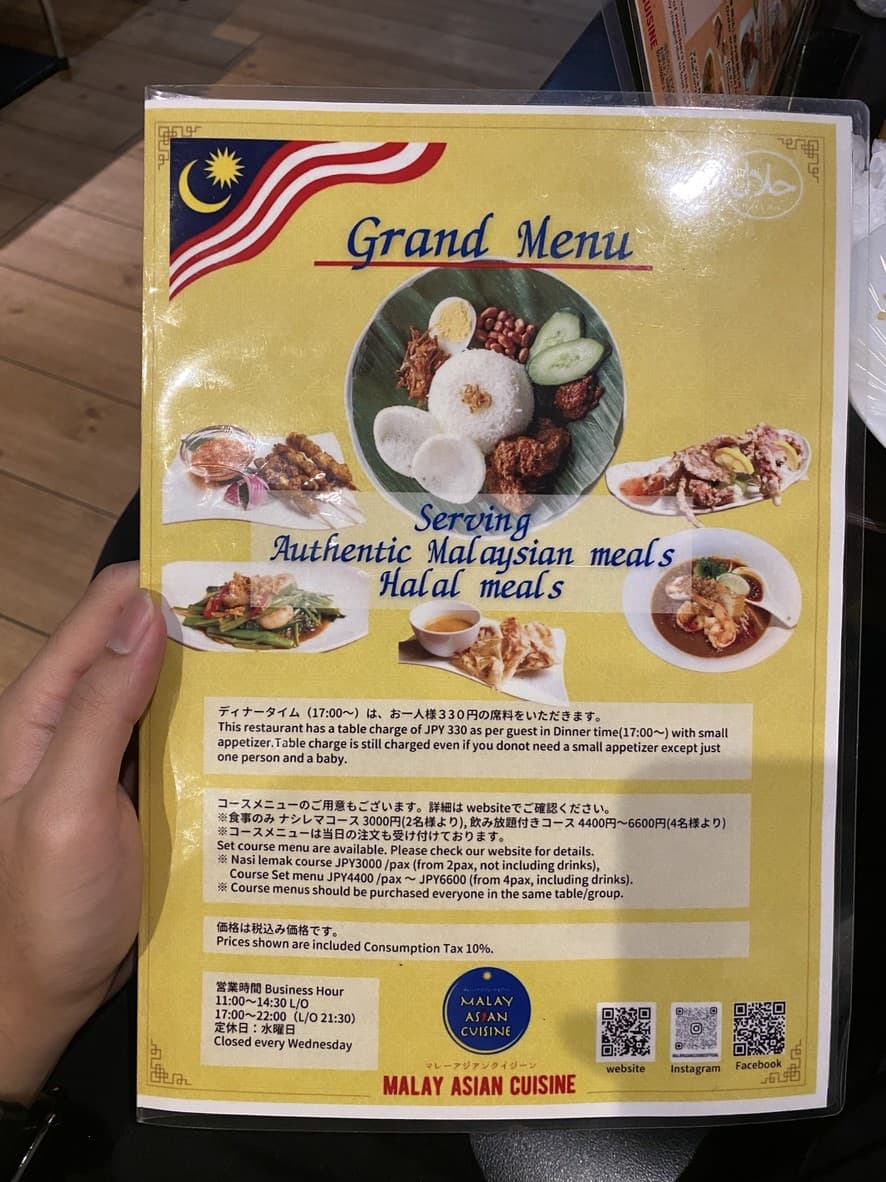 حلال
Grand Menu
Serving
Authentic Malaysian meals
Halal meals
ディナータイム（17:00〜）は、お一人様３３０円の席料をいただきます。
This restaurant has a table charge of JPY 330 as per guest in Dinner time(17:00〜) with small
appetizer.Table charge is still charged even if you donot need a small appetizer except just
one person and a baby.
コースメニューのご用意もございます。詳細は websiteでご確認ください。
※食事のみ ナシレマコース 3000円(2名様より), 飲み放題付きコース 4400円〜6600円(4名様より)
※コースメニューは当日の注文も受け付けております。
Set course menu are available. Please check our website for details.
※ Nasi lemak course JPY3000 /pax (from 2pax, not including drinks),
Course Set menu JPY4400 /pax 〜 JPY6600 (from 4pax, including drinks).
※ Course menus should be purchased everyone in the same table/group.
価格は税込み価格です。
Prices shown are included Consumption Tax 10%.
営業時間 Business Hour
11:00〜14:30 L/O
17:00〜22:00（L/O 21:30）
定休日：水曜日
Closed every Wednesday
MALAY
ASIAN
CUISINE
マレーアジアンクイジーン
MALAY ASIAN CUISINE
website
Instagram
Facebook